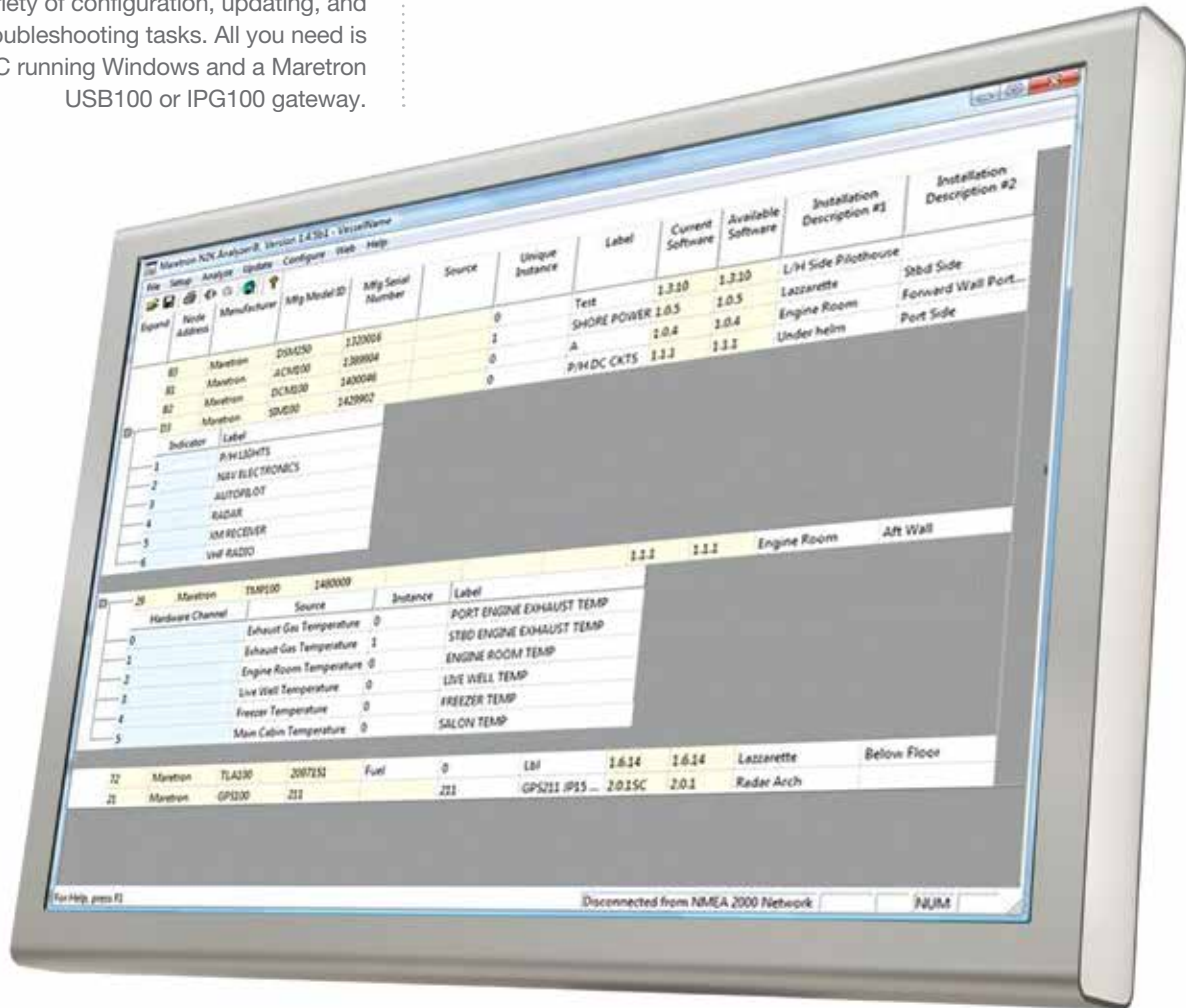 riety of configuration, updating, and
oubleshooting tasks. All you need is
C running Windows and a Maretron
USB100 or IPG100 gateway.
Maretron N2K Analyzer®, Version 1.4.5b1 - VesselName
File Setup Analyze Update Configure Web Help
Expand Node Address Manufacturer Mfg Model ID Mfg Serial Number Source Unique Instance Label Current Software Available Software Installation Description #1 Installation Description #2
Maretron DSM250 1320016 0 Test 1.3.10 1.3.10 L/H Side Pilothouse
Maretron ACM100 1389904 1 SHORE POWER 1.0.5 1.0.5 Lazzarette Stbd Side
Maretron DCM100 1400046 0 A 1.0.4 1.0.4 Engine Room Forward Wall Port...
Maretron SIM100 1429902 0 P/H DC CKTS 1.1.1 1.1.1 Under helm Port Side
Indicator Label
1 P/H LIGHTS
2 NAV ELECTRONICS
3 AUTOPILOT
4 RADAR
5 XM RECEIVER
6 VHF RADIO
Maretron TMP100 1480009 1.1.1 1.1.1 Engine Room Aft Wall
Hardware Channel Source Instance Label
0 Exhaust Gas Temperature 0 PORT ENGINE EXHAUST TEMP
1 Exhaust Gas Temperature 1 STBD ENGINE EXHAUST TEMP
2 Engine Room Temperature 0 ENGINE ROOM TEMP
3 Live Well Temperature 0 LIVE WELL TEMP
4 Freezer Temperature 0 FREEZER TEMP
5 Main Cabin Temperature 0 SALON TEMP
72 Maretron TLA100 2097151 Fuel 0 Lbl 1.6.14 1.6.14 Lazzarette Below Floor
21 Maretron GPS100 211 211 GPS211 JP15 ... 2.0.1SC 2.0.1 Radar Arch
For Help, press F1 Disconnected from NMEA 2000 Network NUM